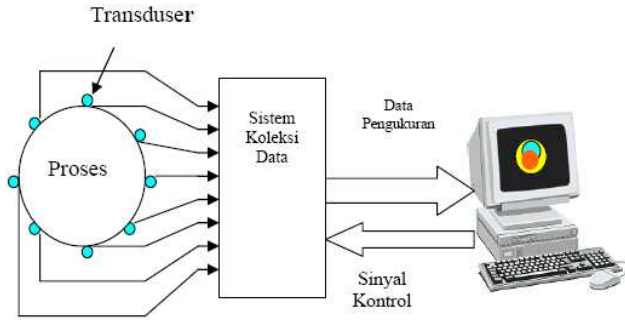 Transduser
Proses
Sistem
Koleksi
Data
Data
Pengukuran
Sinyal
Kontrol